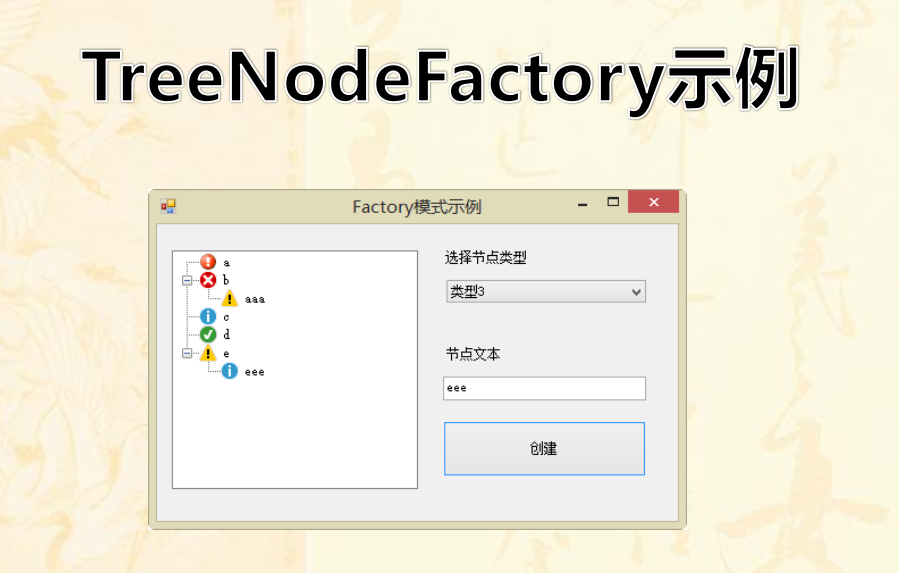 TreeNodeFactory示例
Factory模式示例
a
b
aaa
c
d
e
eee
选择节点类型
类型3
节点文本
eee
创建